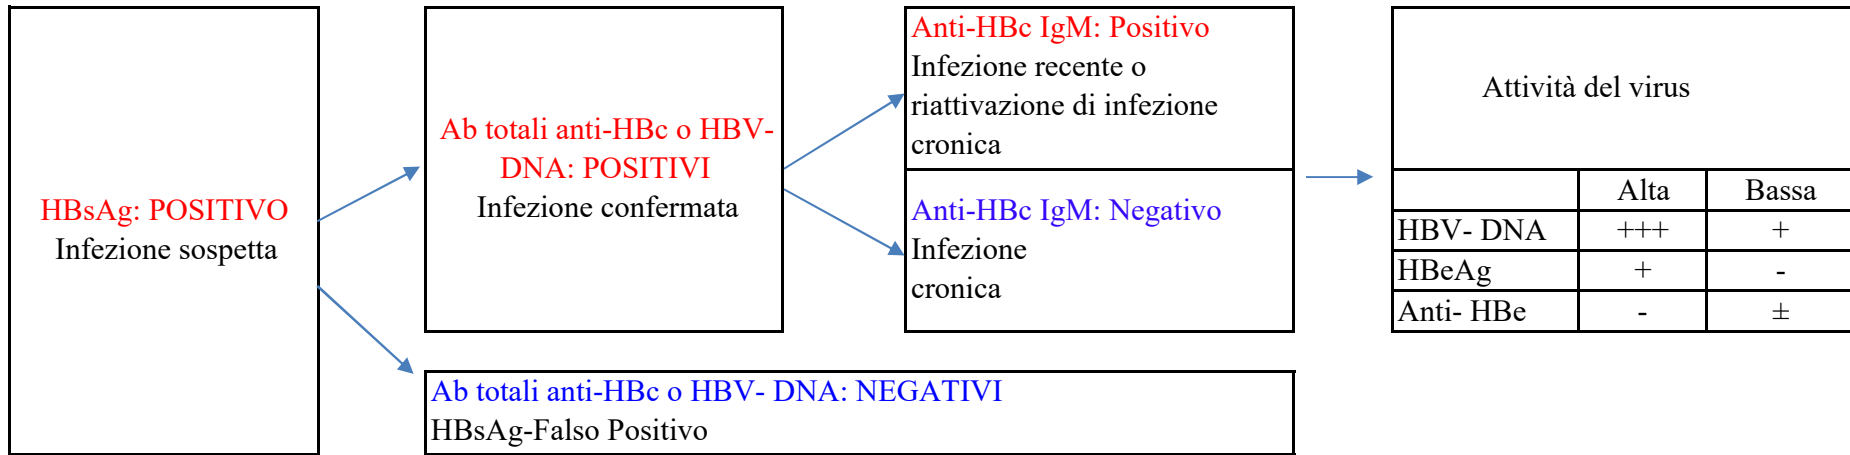 HBsAg: POSITIVO
Infezione sospetta
Ab totali anti-HBc o HBV-
DNA: POSITIVI
Infezione confermata
Anti-HBc IgM: Positivo
Infezione recente o
riattivazione di infezione
cronica
Anti-HBc IgM: Negativo
Infezione
cronica
Ab totali anti-HBc o HBV- DNA: NEGATIVI
HBsAg-Falso Positivo
Attività del virus
Alta Bassa
HBV- DNA +++ +
HBeAg + -
Anti- HBe - ±